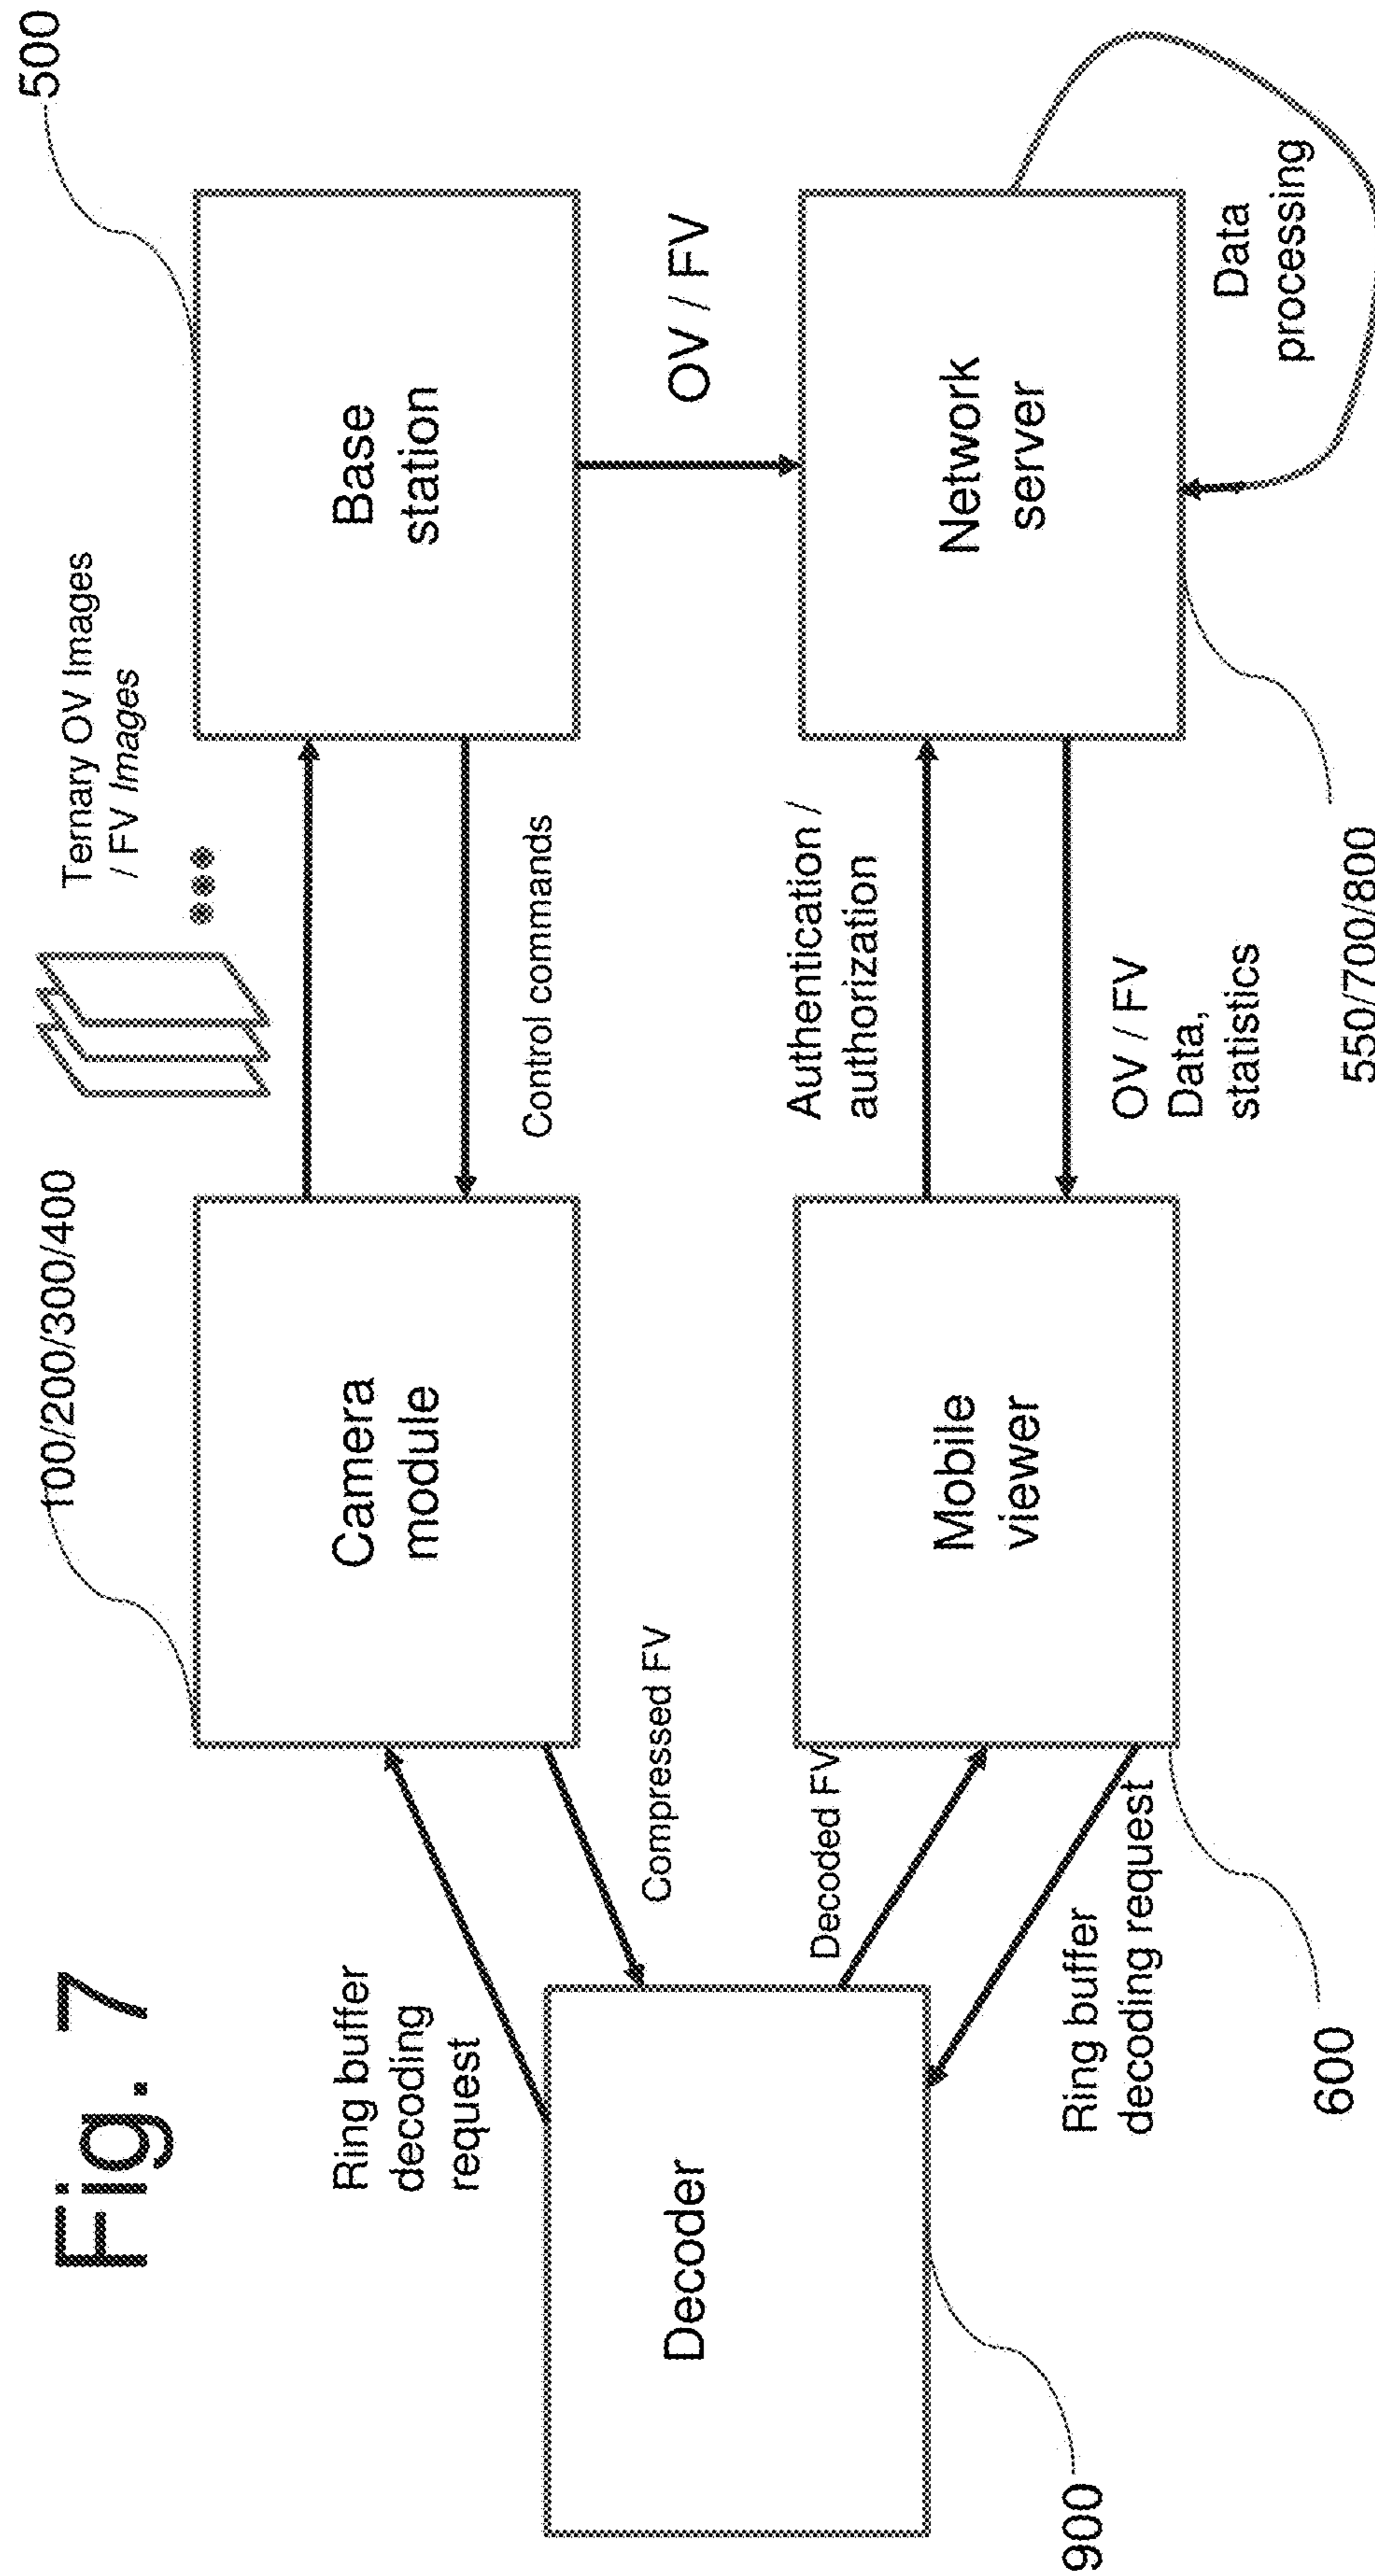 Fig. 7
100/200/300/400
Ternary OV Images
/ FV Images
500
Camera
module
Base
station
Control commands
Ring buffer
decoding
request
Compressed FV
OV / FV
Decoder
Decoded FV
Mobile
viewer
Authentication /
authorization
Network
server
Ring buffer
decoding request
OV / FV
Data,
statistics
Data
processing
900
600
550/700/800